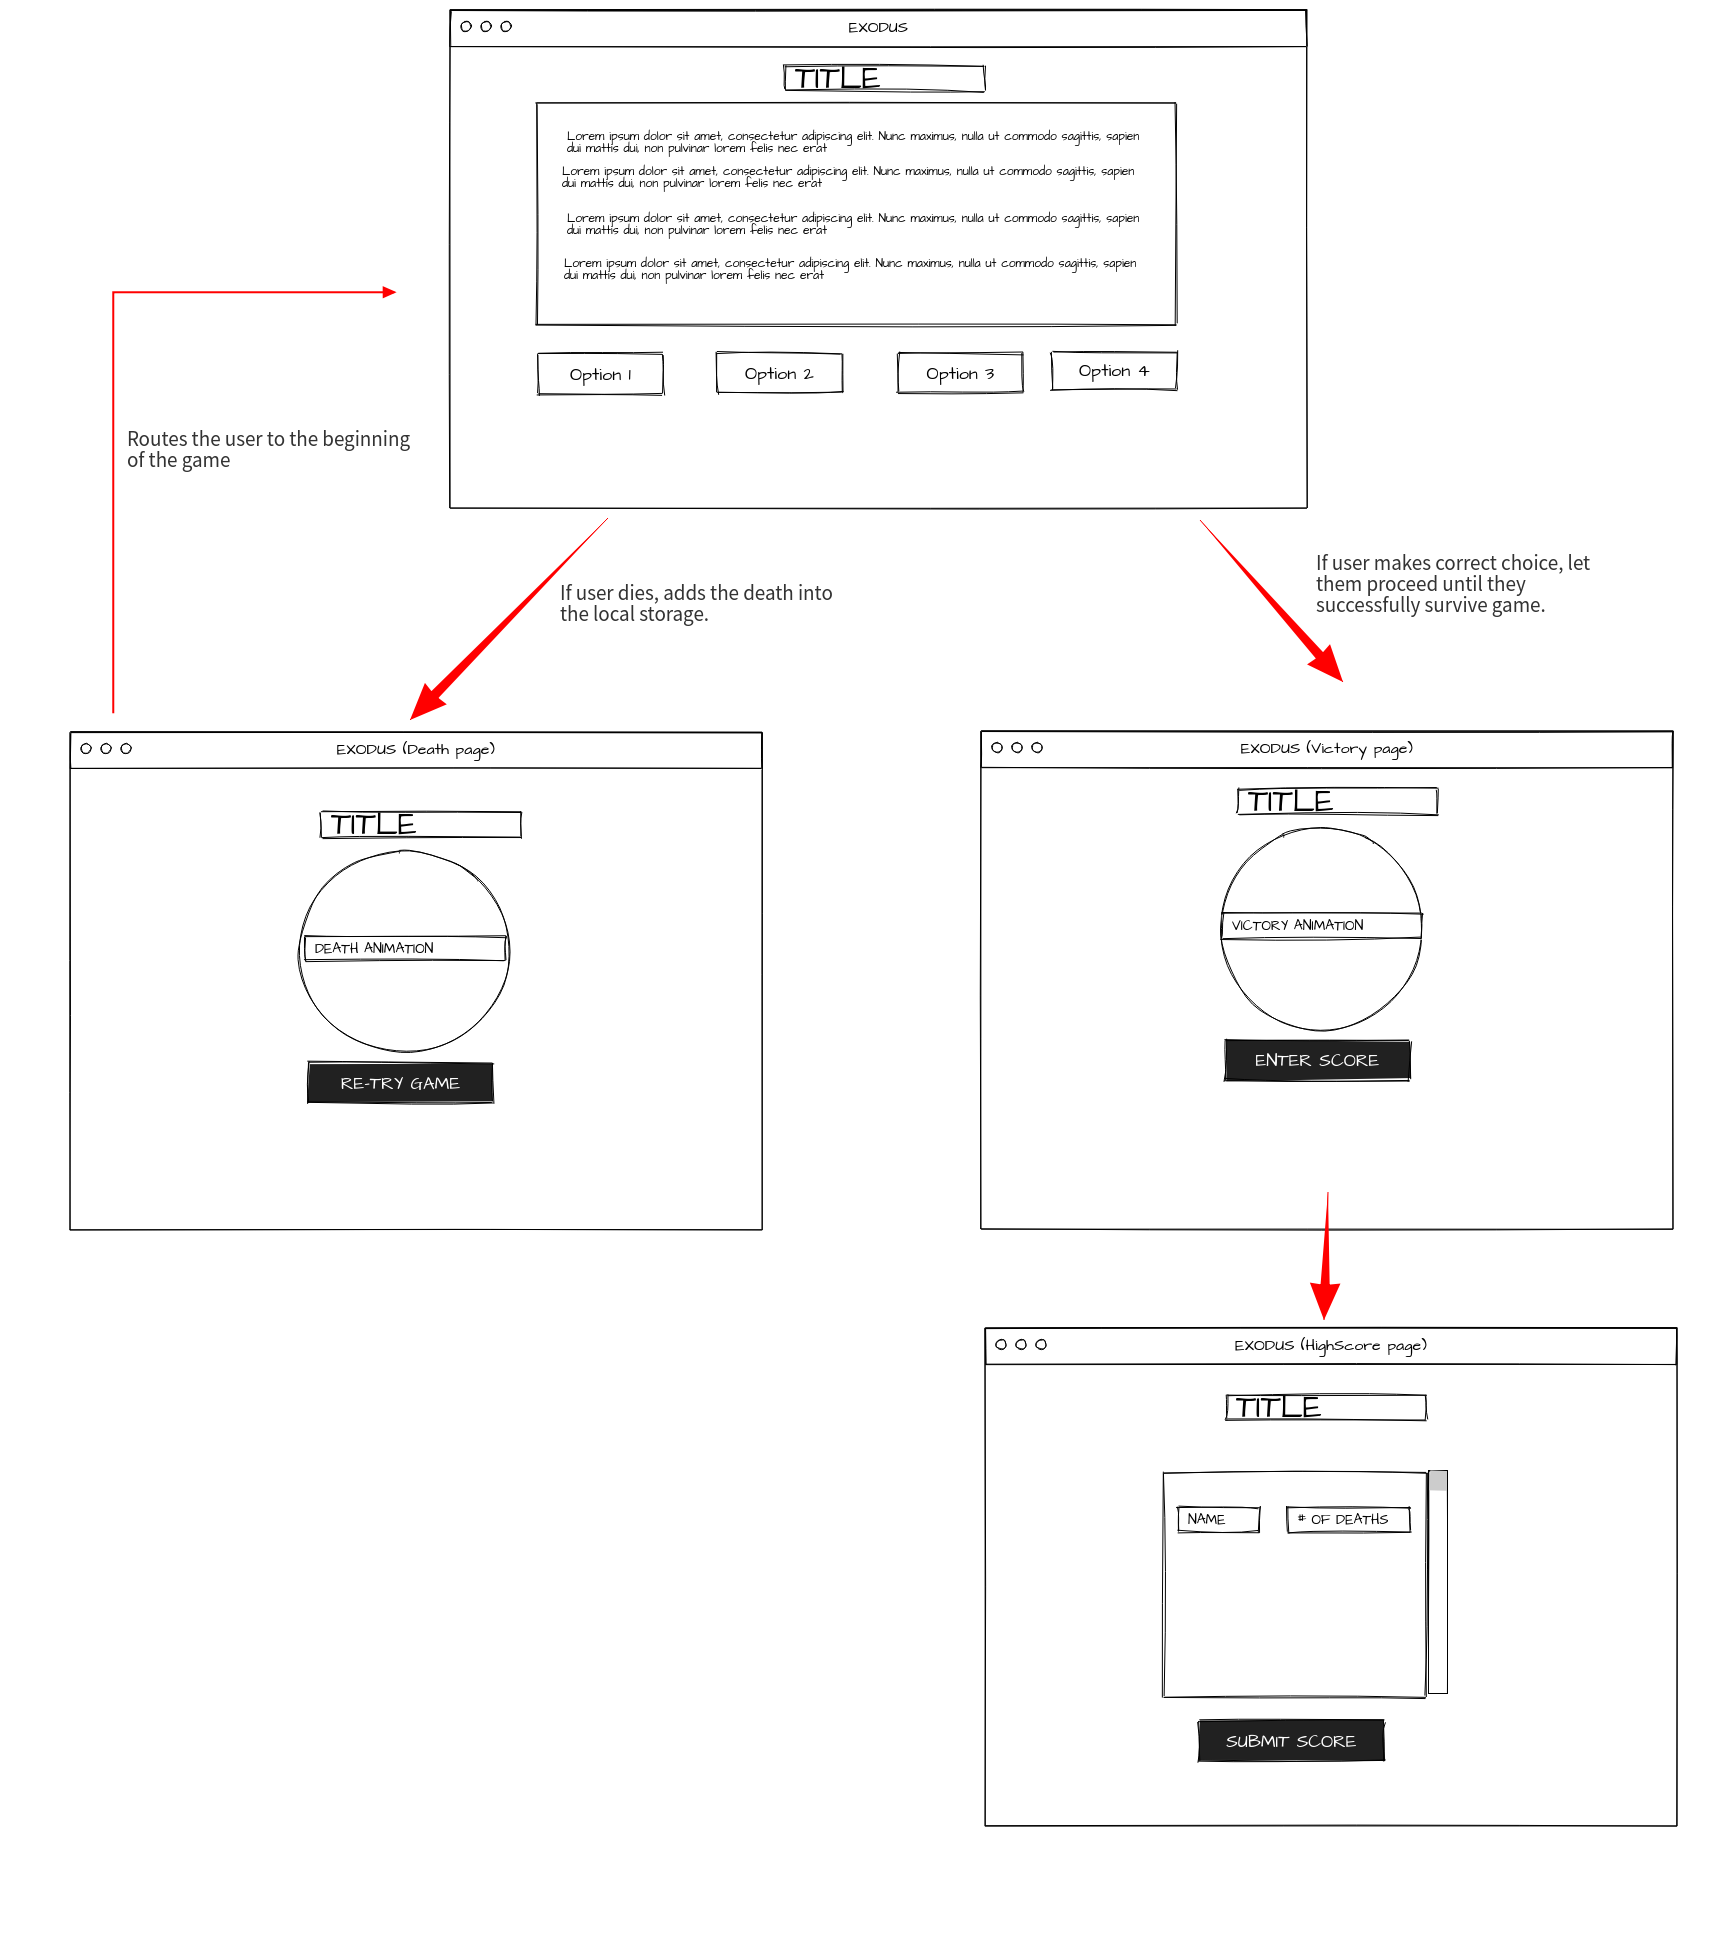 EXODUS
TITLE
Lorem ipsum dolor sit amet, consectetur adipiscing elit. Nunc maximus, nulla ut commodo sagittis, sapien
dui mattis dui, non pulvinar lorem felis nec erat
Lorem ipsum dolor sit amet, consectetur adipiscing elit. Nunc maximus, nulla ut commodo sagittis, sapien
dui mattis dui, non pulvinar lorem felis nec erat
Lorem ipsum dolor sit amet, consectetur adipiscing elit. Nunc maximus, nulla ut commodo sagittis, sapien
dui mattis dui, non pulvinar lorem felis nec erat
Lorem ipsum dolor sit amet, consectetur adipiscing elit. Nunc maximus, nulla ut commodo sagittis, sapien
dui mattis dui, non pulvinar lorem felis nec erat
Option 1
Option 2
Option 3
Option 4
Routes the user to the beginning
of the game
If user dies, adds the death into
the local storage.
If user makes correct choice, let
them proceed until they
successfully survive game.
EXODUS (Death page)
TITLE
DEATH ANIMATION
RE-TRY GAME
EXODUS (Victory page)
TITLE
VICTORY ANIMATION
ENTER SCORE
EXODUS (HighScore page)
TITLE
NAME
# OF DEATHS
SUBMIT SCORE